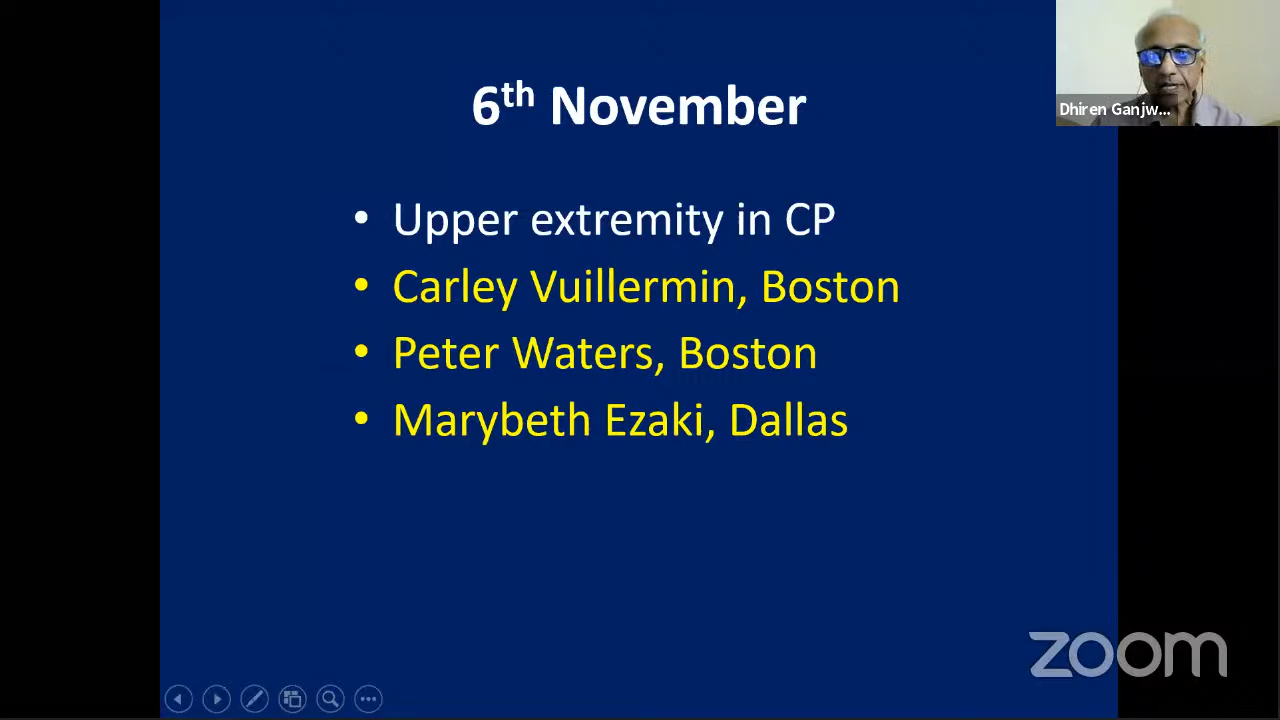 6th November
Dhiren Ganjw...
• Upper extremity in CP
• Carley Vuillermin, Boston
• Peter Waters, Boston
• Marybeth Ezaki, Dallas
zoom